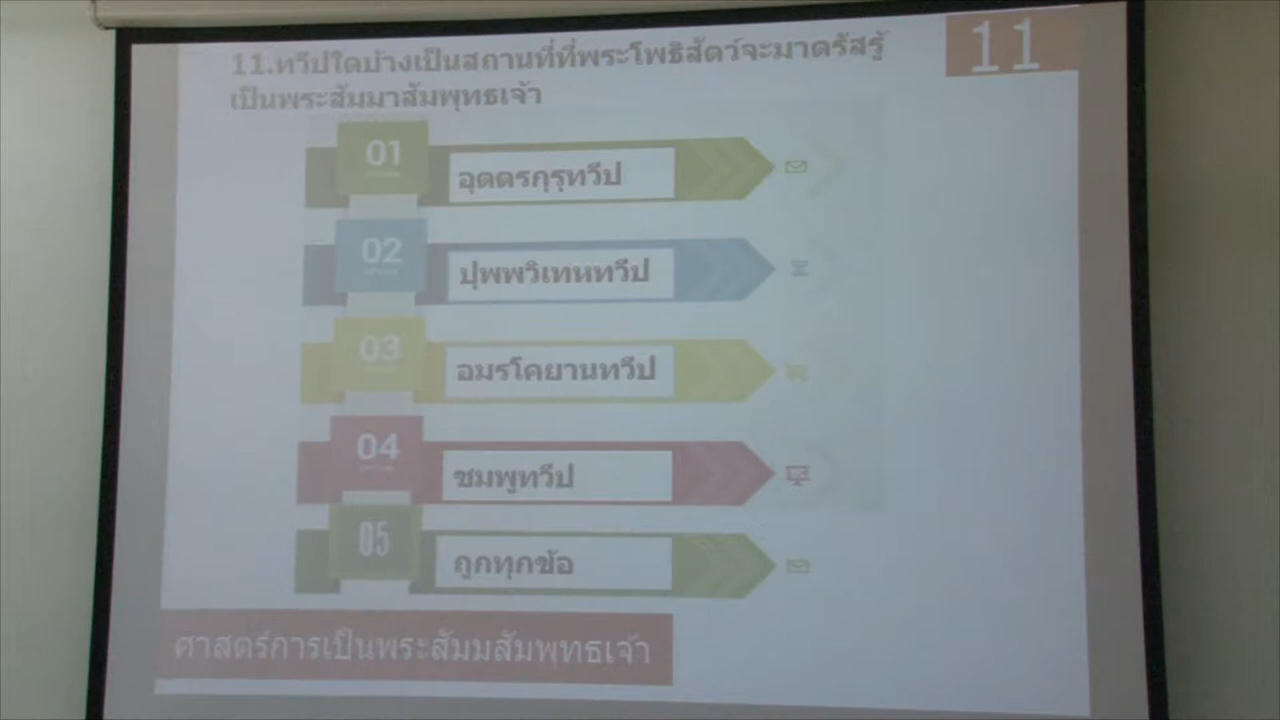 11.ทวีปใดบ้างเป็นสถานที่ที่พระโพธิสัตว์จะมาตรัสรู้
เป็นพระสัมมาสัมพุทธเจ้า
11
01
อุดตรกุรุทวีป
02
ปุพพวิเทหทวีป
03
อมรโคยานทวีป
04
ชมพูทวีป
05
ถูกทุกข้อ
ศาสตร์การเป็นพระสัมมสัมพุทธเจ้า